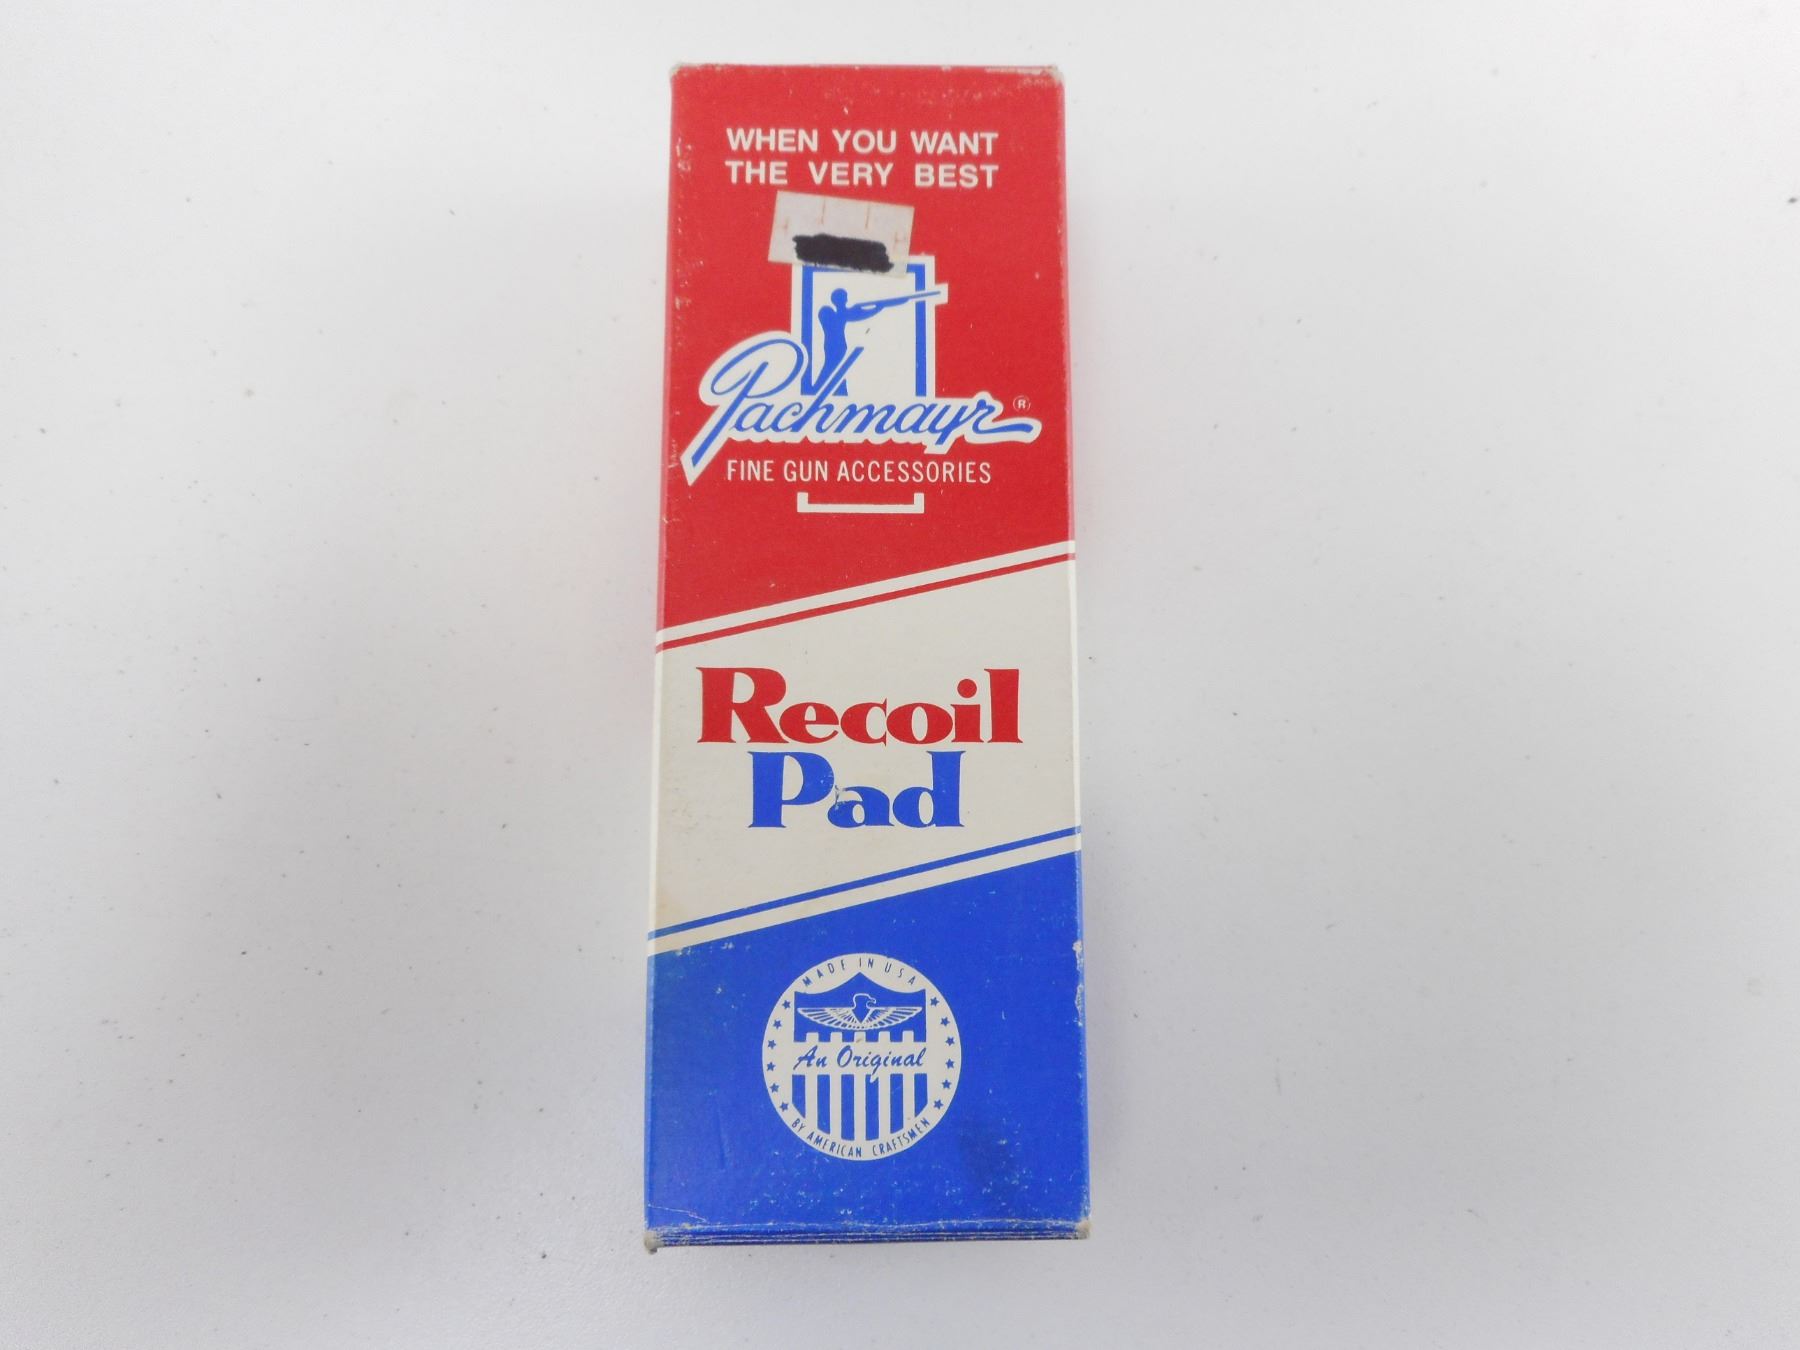 WHEN YOU WANT
THE VERY BEST
Pachmayr ®
FINE GUN ACCESSORIES
Recoil
Pad
MADE IN USA
An Original
BY AMERICAN CRAFTSMEN